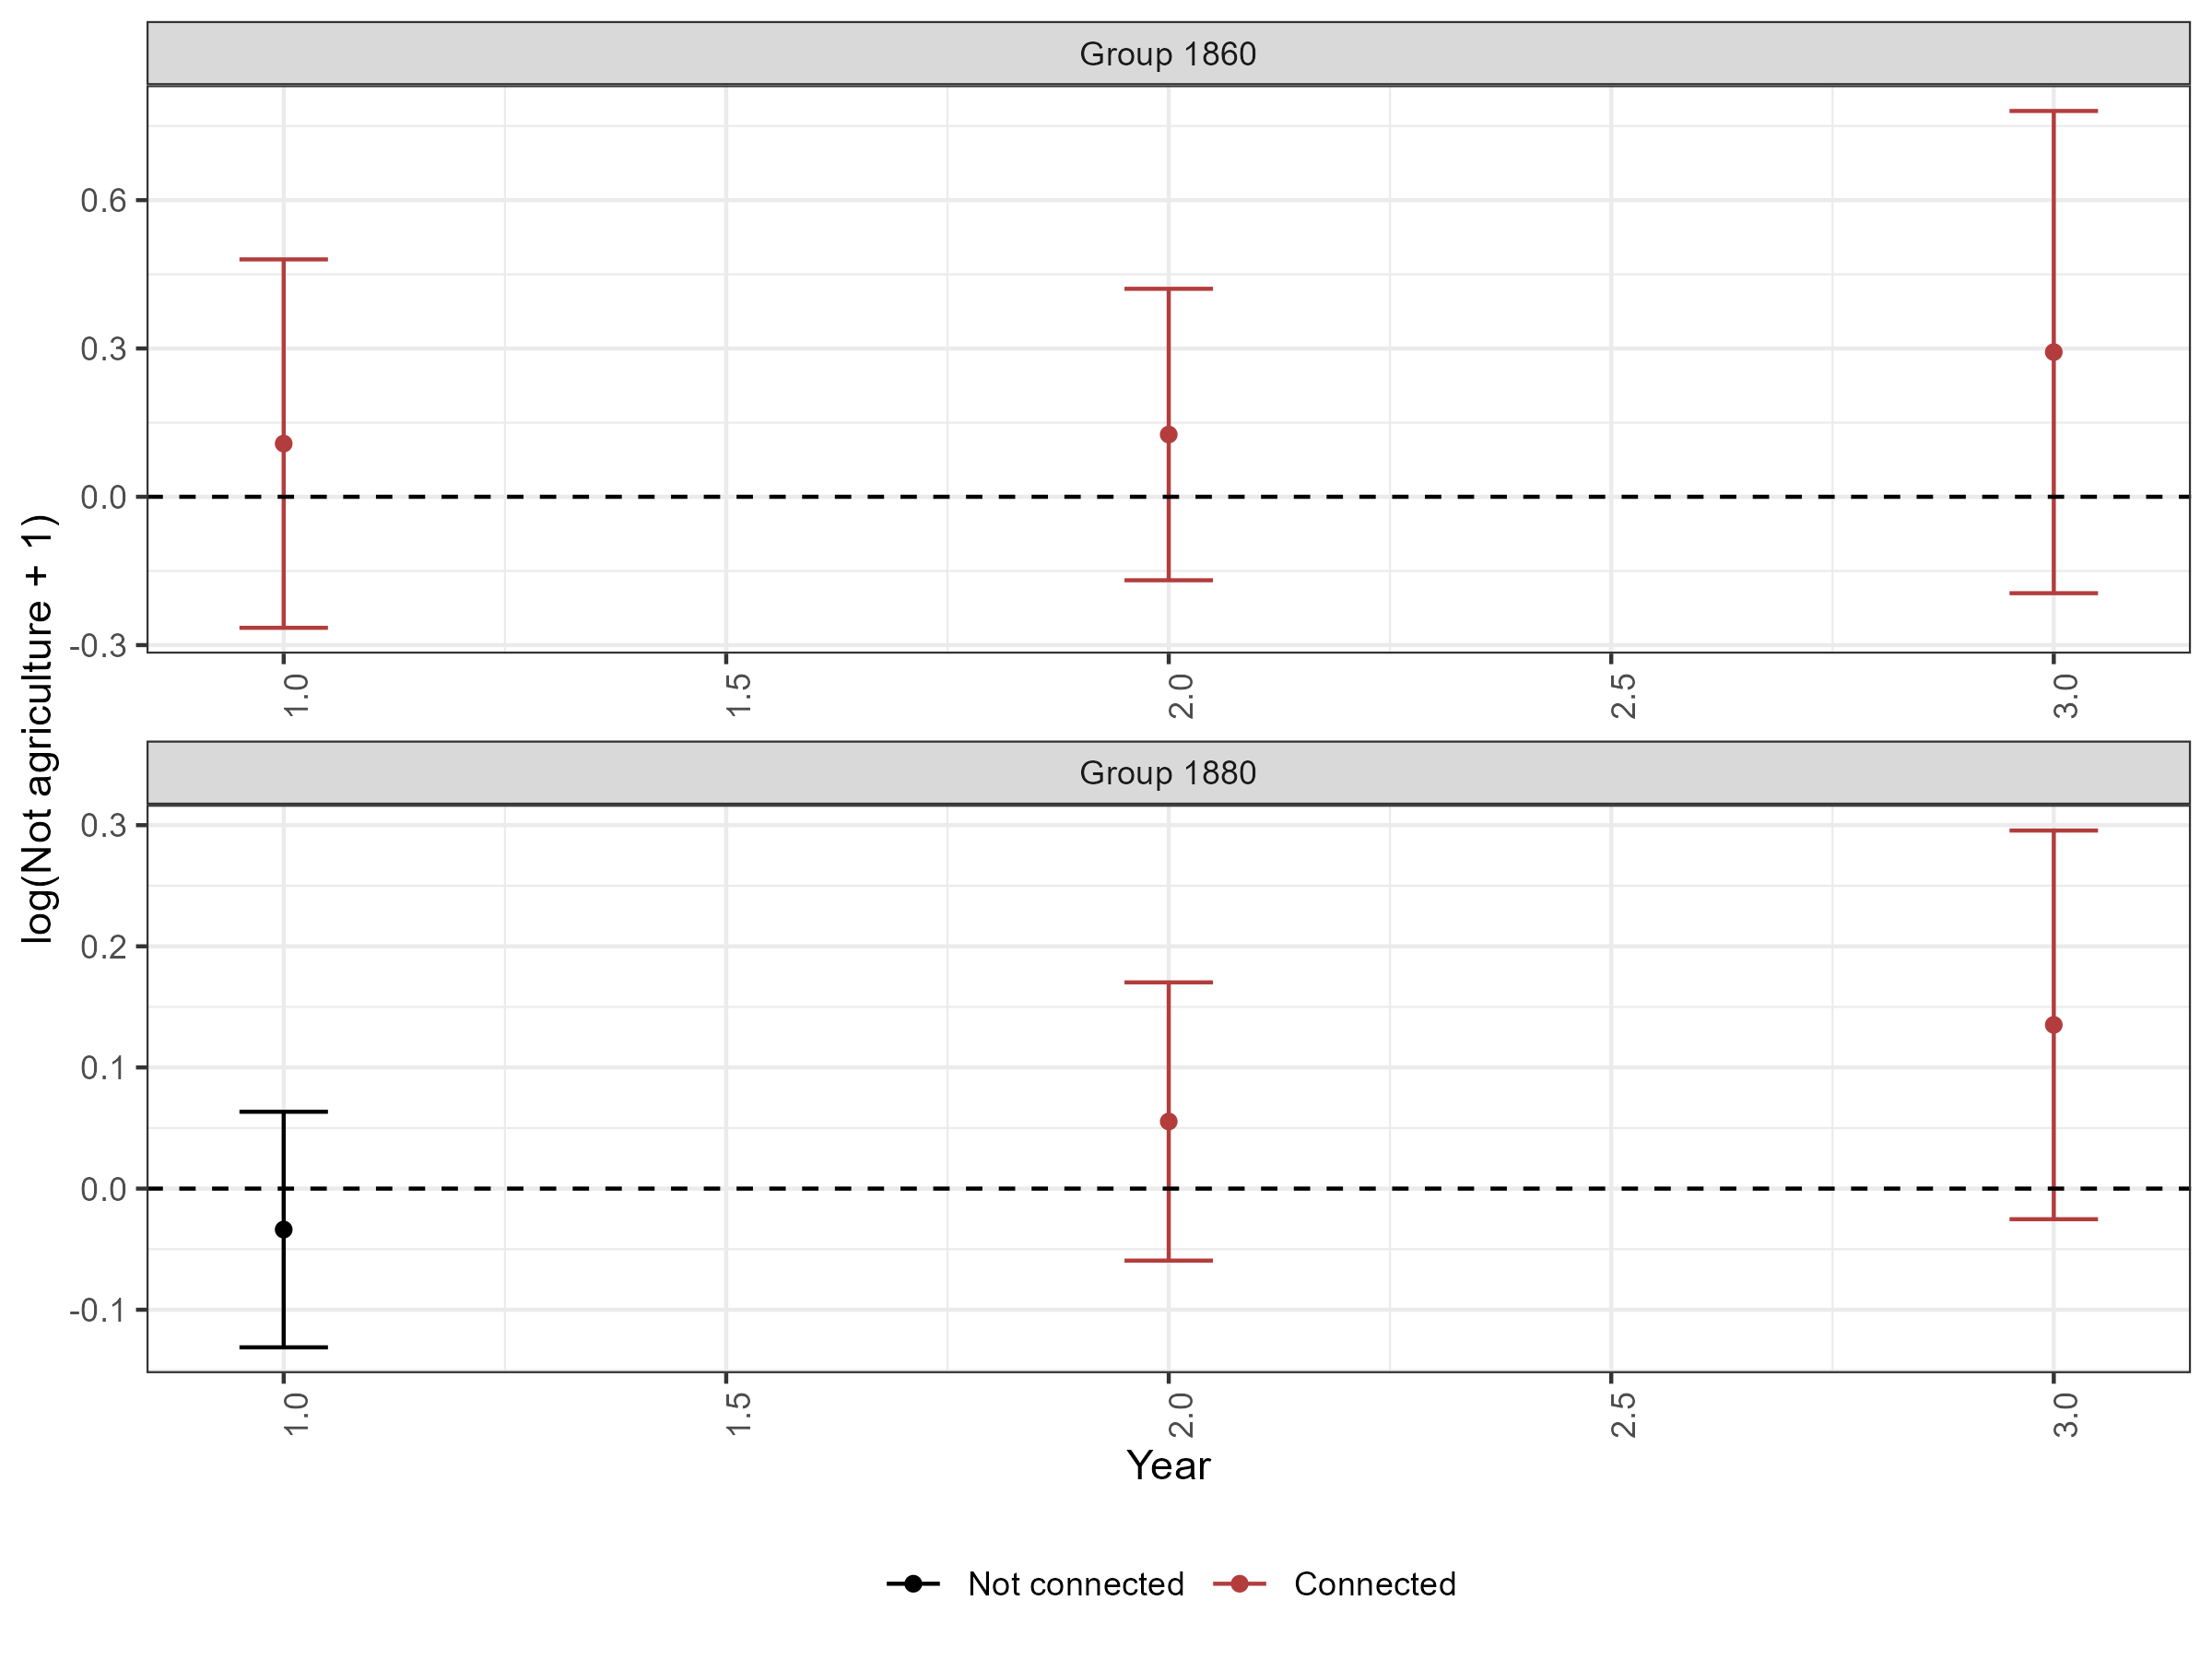 Group 1860
0.6
0.3
0.0
-0.3
1.0 1.5 2.0 2.5 3.0
log(Not agriculture + 1)
Group 1880
0.3
0.2
0.1
0.0
-0.1
1.0 1.5 2.0 2.5 3.0
Year
Not connected Connected